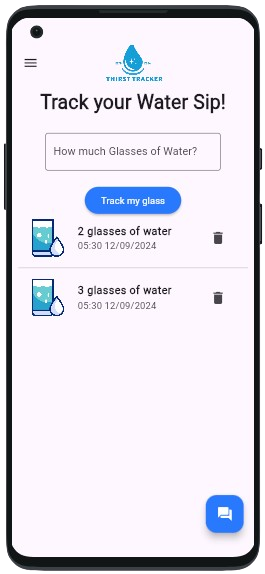 THIRST TRACKER
Track your Water Sip!
How much Glasses of Water?
Track my glass
2 glasses of water
05:30 12/09/2024
3 glasses of water
05:30 12/09/2024